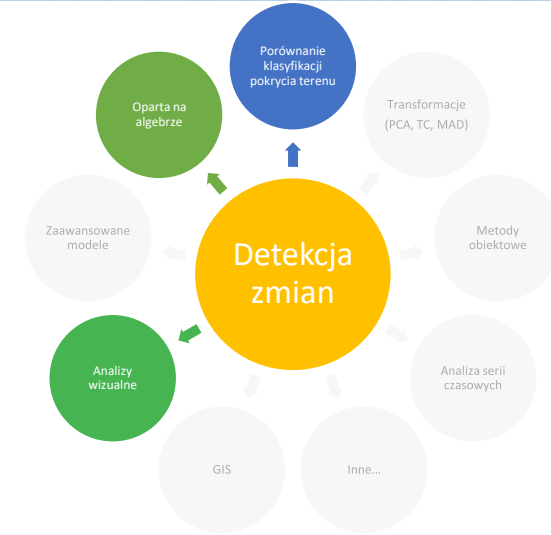 Porównanie
klasyfikacji
pokrycia terenu
Oparta na
algebrze
Transformacje
(PCA, TC, MAD)
Zaawansowane
modele
Metody
obiektowe
Detekcja
zmian
Analizy
wizualne
Analiza serii
czasowych
GIS
Inne...